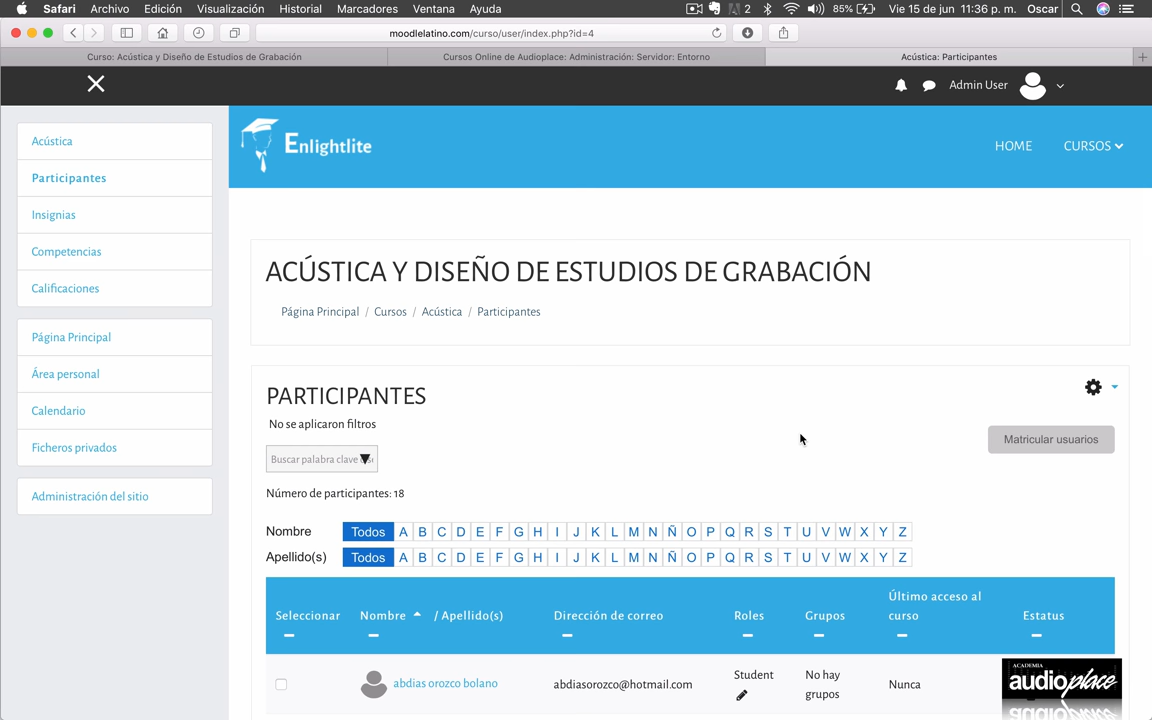 Safari Archivo Edición Visualización Historial Marcadores Ventana Ayuda 2 85% Vie 15 de jun 11:36 p. m. Oscar
moodlelatino.com/curso/user/index.php?id=4
Curso: Acústica y Diseño de Estudios de Grabación
Cursos Online de Audioplace: Administración: Servidor: Entorno
Acústica: Participantes
Admin User
Acústica
Participantes
Insignias
Competencias
Calificaciones
Página Principal
Área personal
Calendario
Ficheros privados
Administración del sitio
Enlightlite
HOME CURSOS
ACÚSTICA Y DISEÑO DE ESTUDIOS DE GRABACIÓN
Página Principal / Cursos / Acústica / Participantes
PARTICIPANTES
No se aplicaron filtros
Matricular usuarios
Buscar palabra clave
Número de participantes: 18
Nombre Todos A B C D E F G H I J K L M N Ñ O P Q R S T U V W X Y Z
Apellido(s) Todos A B C D E F G H I J K L M N Ñ O P Q R S T U V W X Y Z
Seleccionar Nombre / Apellido(s) Dirección de correo Roles Grupos Último acceso al curso Estatus
abdias orozco bolano abdiasorozco@hotmail.com Student No hay grupos Nunca
ACADEMIA
audioplace